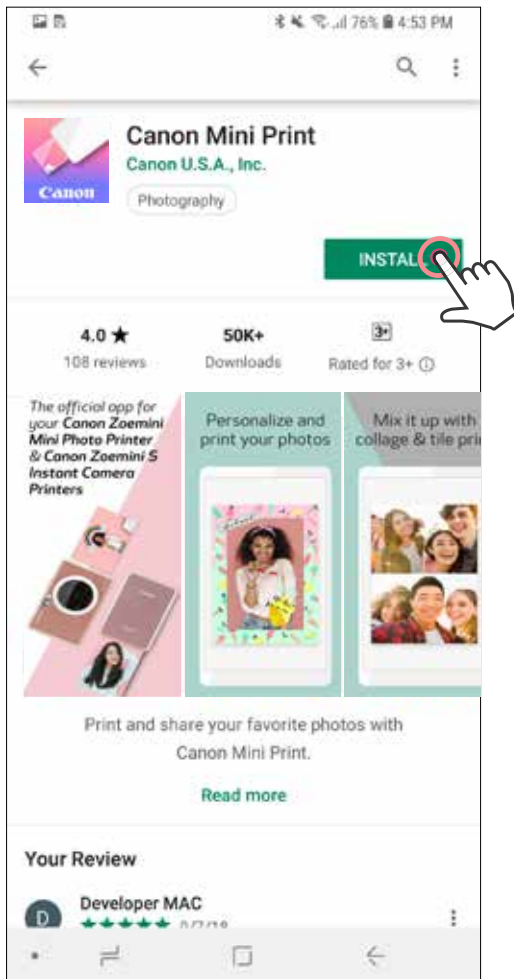 76% 4:53 PM
Canon Mini Print
Canon U.S.A., Inc.
Canon
Photography
INSTALL
4.0 ★ 50K+ 3+
108 reviews Downloads Rated for 3+
The official app for
your Canon Zoemini
Mini Photo Printer
& Canon Zoemini S
Instant Camera
Printers
Personalize and
print your photos
Mix it up with
collage & tile pri
Print and share your favorite photos with
Canon Mini Print.
Read more
Your Review
D
Developer MAC